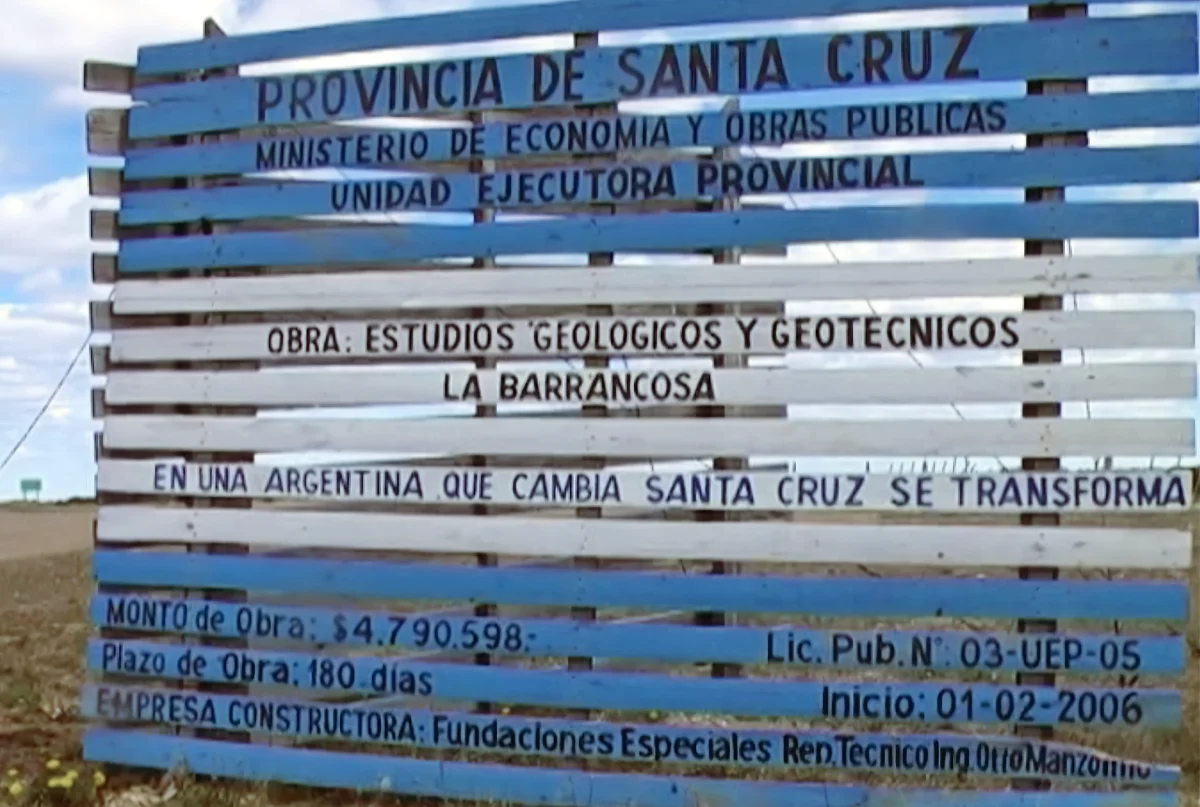 PROVINCIA DE SANTA CRUZ
MINISTERIO DE ECONOMIA Y OBRAS PUBLICAS
UNIDAD EJECUTORA PROVINCIAL
OBRA: ESTUDIOS GEOLOGICOS Y GEOTECNICOS
LA BARRANCOSA
EN UNA ARGENTINA QUE CAMBIA SANTA CRUZ SE TRANSFORMA
MONTO de Obra: $4.790.598.- Lic. Pub. N° 03-UEP-05
Plazo de Obra: 180 días Inicio: 01-02-2006
EMPRESA CONSTRUCTORA: Fundaciones Especiales Rep. Tecnico Ing. Otto